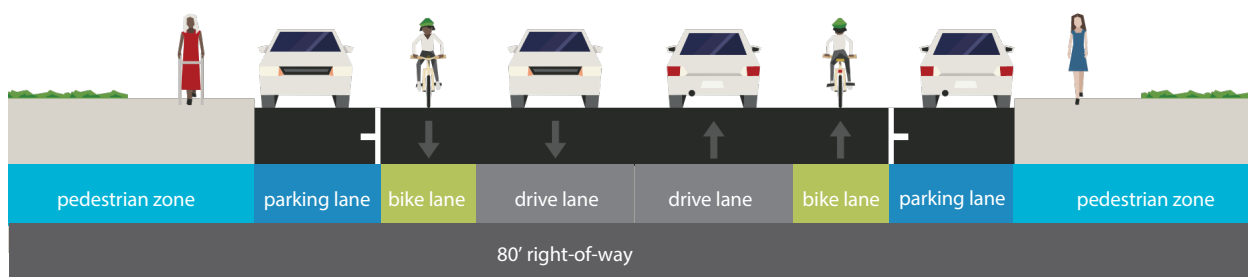 pedestrian zone
parking lane
bike lane
drive lane
drive lane
bike lane
parking lane
pedestrian zone
80’ right-of-way